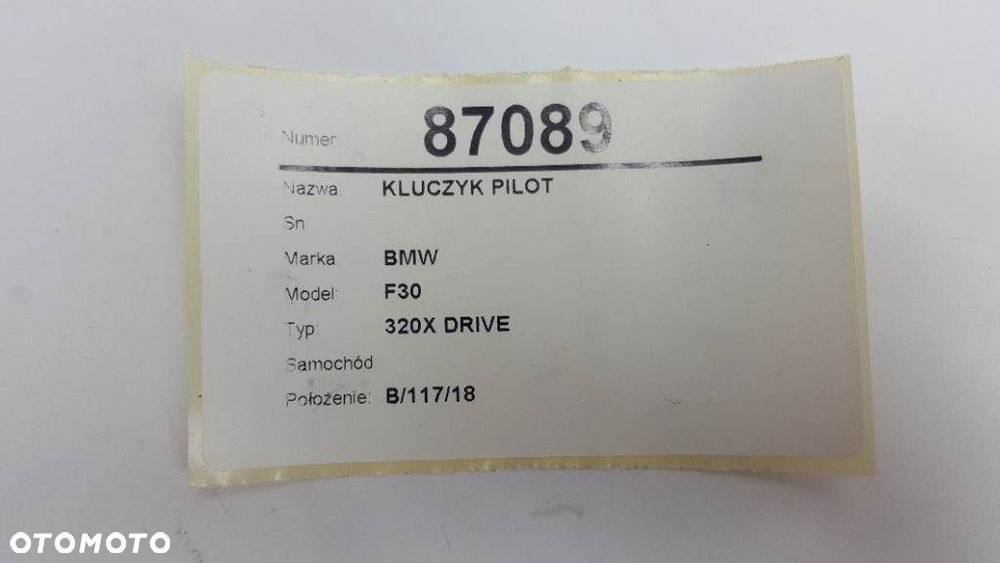 Numer: 87089
Nazwa: KLUCZYK PILOT
Sn
Marka: BMW
Model: F30
Typ: 320X DRIVE
Samochód
Położenie: B/117/18
OTOMOTO